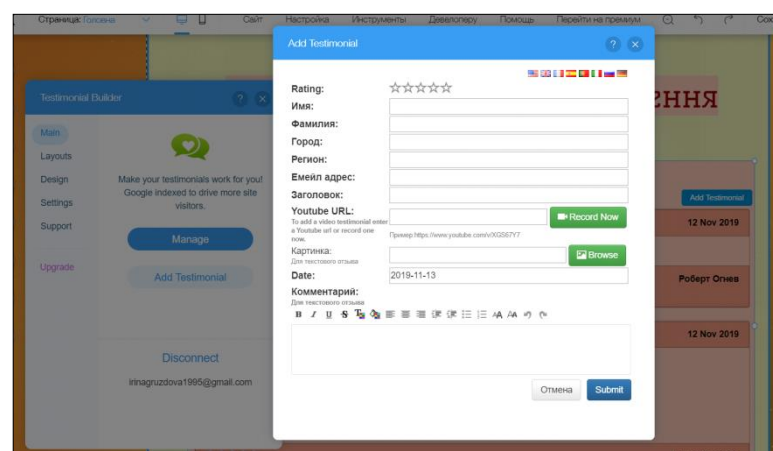 Страница: Головна Сайт Настройка Инструменты Девелоперу Помощь Перейти на премиум
Add Testimonial ? ×
Testimonial Builder ? ×
Main
Layouts
Design
Settings
Support
Upgrade
Make your testimonials work for you!
Google indexed to drive more site
visitors.
Manage
Add Testimonial
Disconnect
irinagruzdova1995@gmail.com
Rating:
Имя:
Фамилия:
Город:
Регион:
Емейл адрес:
Заголовок:
Youtube URL:
To add a video testimonial enter
a Youtube url or record one
now.
Record Now
Пример:https://www.youtube.com/v/XGS67Y7
Картинка:
Для текстового отзыва
Browse
Date: 2019-11-13
Комментарий:
Для текстового отзыва
B I U S
Отмена Submit
ення
Add Testimonial
12 Nov 2019
Роберт Огнев
12 Nov 2019